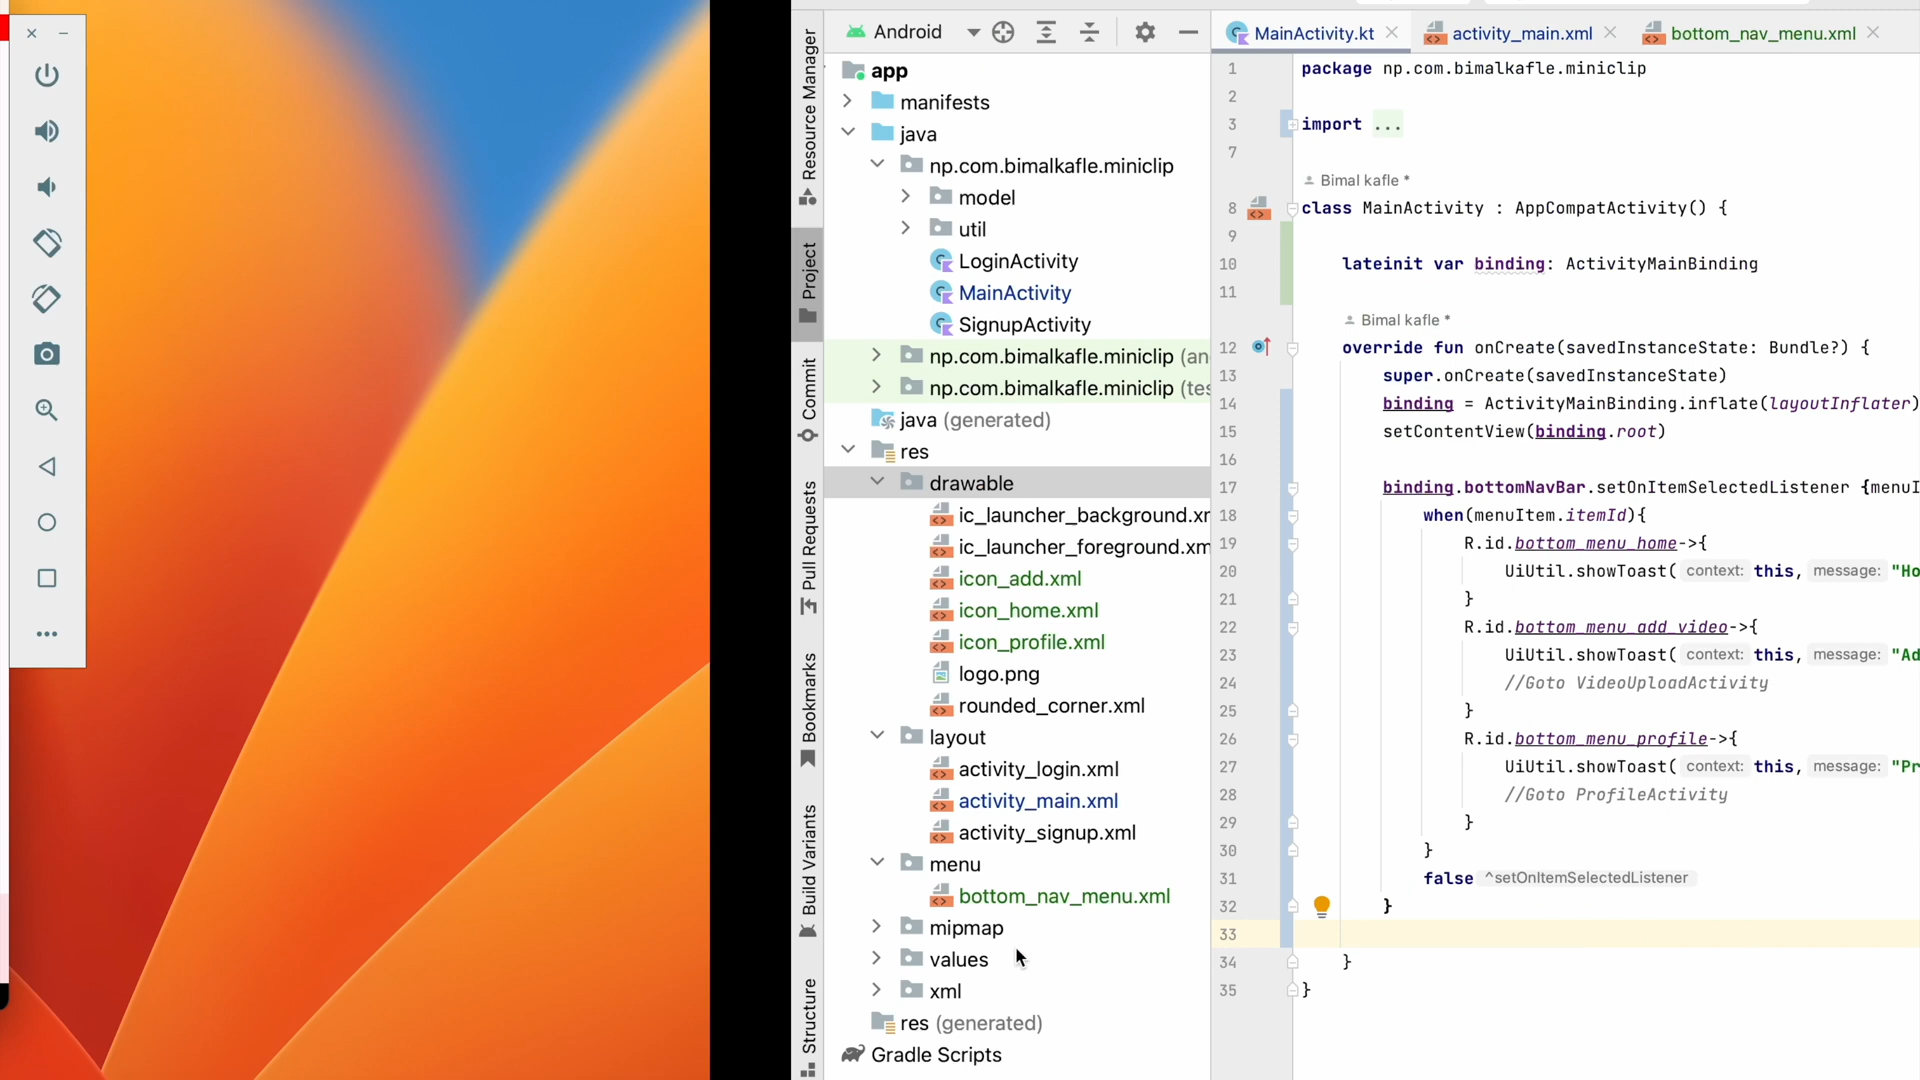 Android
MainActivity.kt
activity_main.xml
bottom_nav_menu.xml
Resource Manager
Project
Commit
Pull Requests
Bookmarks
Build Variants
Structure
app
manifests
java
np.com.bimalkafle.miniclip
model
util
LoginActivity
MainActivity
SignupActivity
np.com.bimalkafle.miniclip (an
np.com.bimalkafle.miniclip (tes
java (generated)
res
drawable
ic_launcher_background.xm
ic_launcher_foreground.xm
icon_add.xml
icon_home.xml
icon_profile.xml
logo.png
rounded_corner.xml
layout
activity_login.xml
activity_main.xml
activity_signup.xml
menu
bottom_nav_menu.xml
mipmap
values
xml
res (generated)
Gradle Scripts
1 package np.com.bimalkafle.miniclip
2
3 import ...
7
Bimal kafle *
8 class MainActivity : AppCompatActivity() {
9
10 lateinit var binding: ActivityMainBinding
11
Bimal kafle *
12 override fun onCreate(savedInstanceState: Bundle?) {
13 super.onCreate(savedInstanceState)
14 binding = ActivityMainBinding.inflate(layoutInflater)
15 setContentView(binding.root)
16
17 binding.bottomNavBar.setOnItemSelectedListener {menuI
18 when(menuItem.itemId){
19 R.id.bottom_menu_home->{
20 UiUtil.showToast( context: this, message: "Ho
21 }
22 R.id.bottom_menu_add_video->{
23 UiUtil.showToast( context: this, message: "Ad
24 //Goto VideoUploadActivity
25 }
26 R.id.bottom_menu_profile->{
27 UiUtil.showToast( context: this, message: "Pr
28 //Goto ProfileActivity
29 }
30 }
31 false ^setOnItemSelectedListener
32 }
33
34 }
35 }